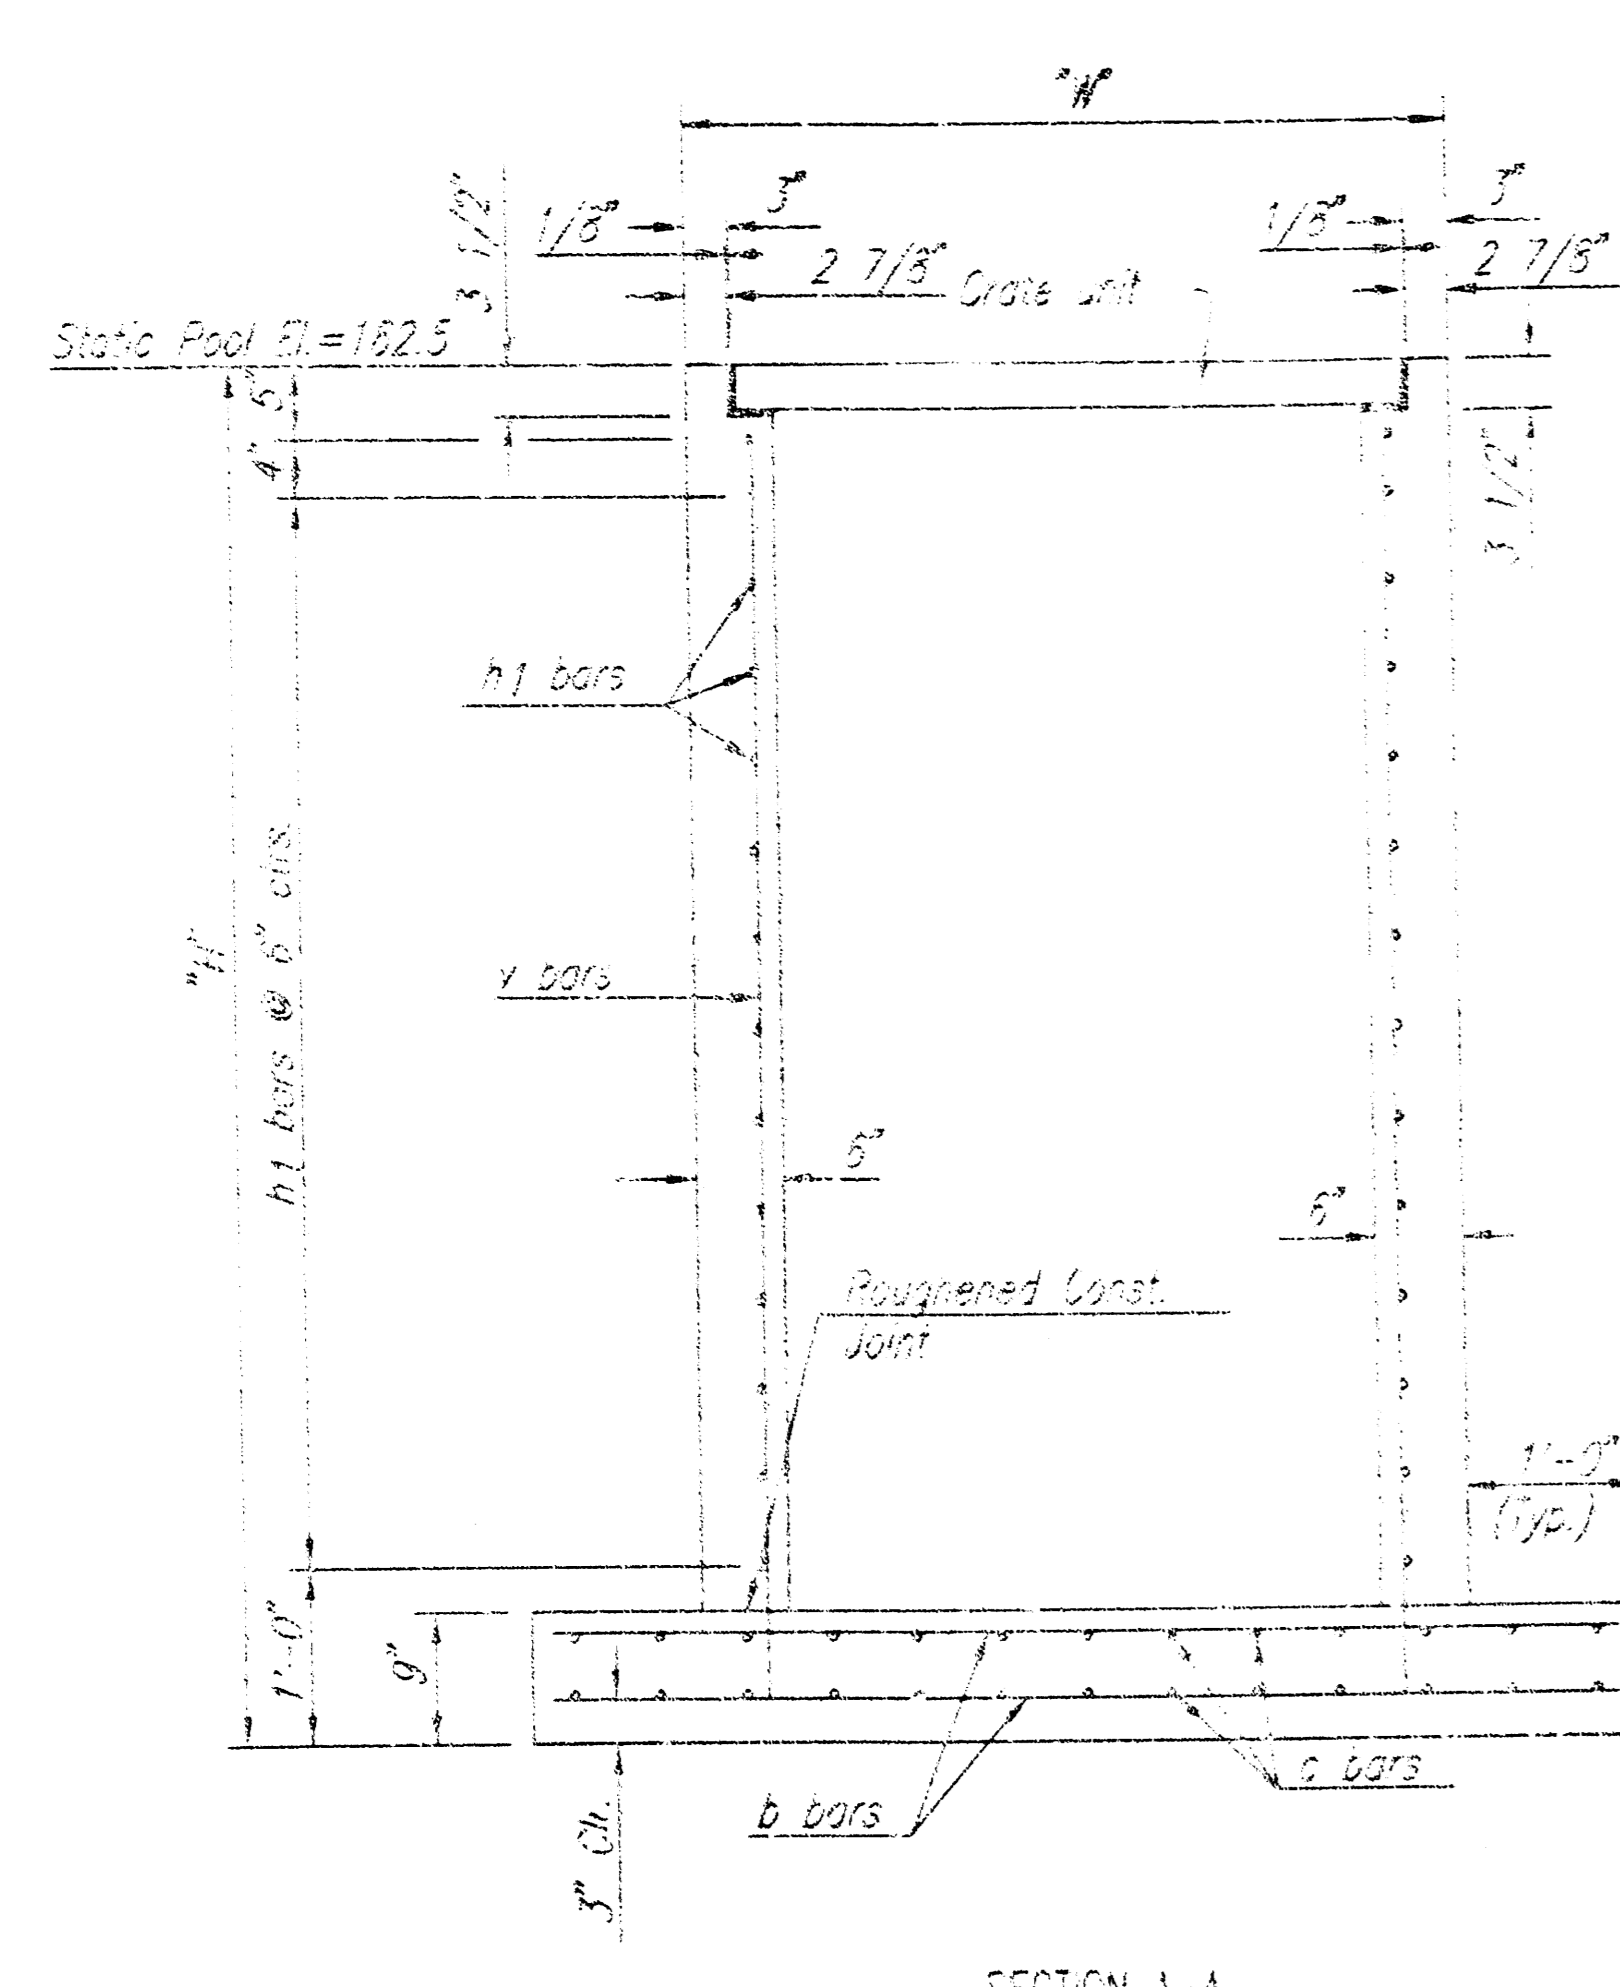 "W"
3 1/2"
1/8"
3"
2 7/8"
1/8"
3"
2 7/8"
Grate unit
Static Pool El.=162.5
5"
4"
3 1/2"
h1 bars
"H"
h1 bars @ 6" ctrs.
v bars
6"
6"
Roughened Const.
Joint
1'-0"
(Typ.)
1'-0"
9"
3" Clr.
b bars
a bars
SECTION A-A